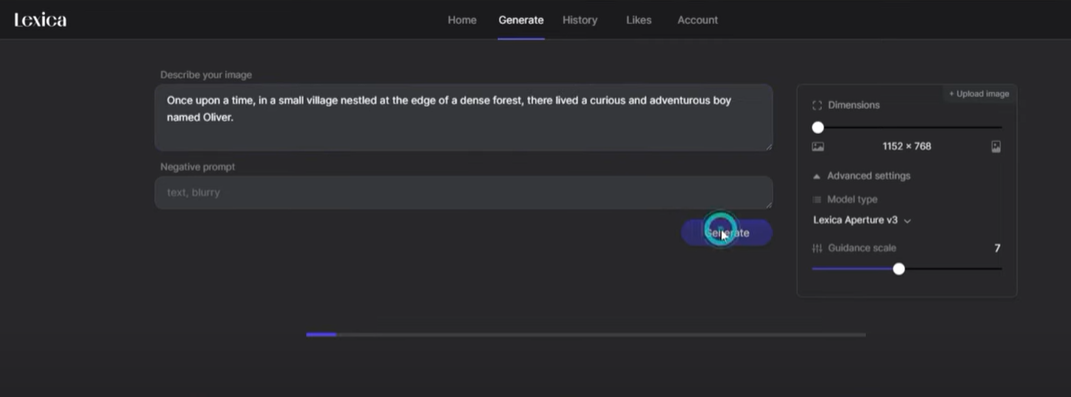 Lexica
Home Generate History Likes Account
Describe your image
Once upon a time, in a small village nestled at the edge of a dense forest, there lived a curious and adventurous boy
named Oliver.
Negative prompt
text, blurry
Generate
+ Upload image
Dimensions
1152 × 768
Advanced settings
Model type
Lexica Aperture v3
Guidance scale 7